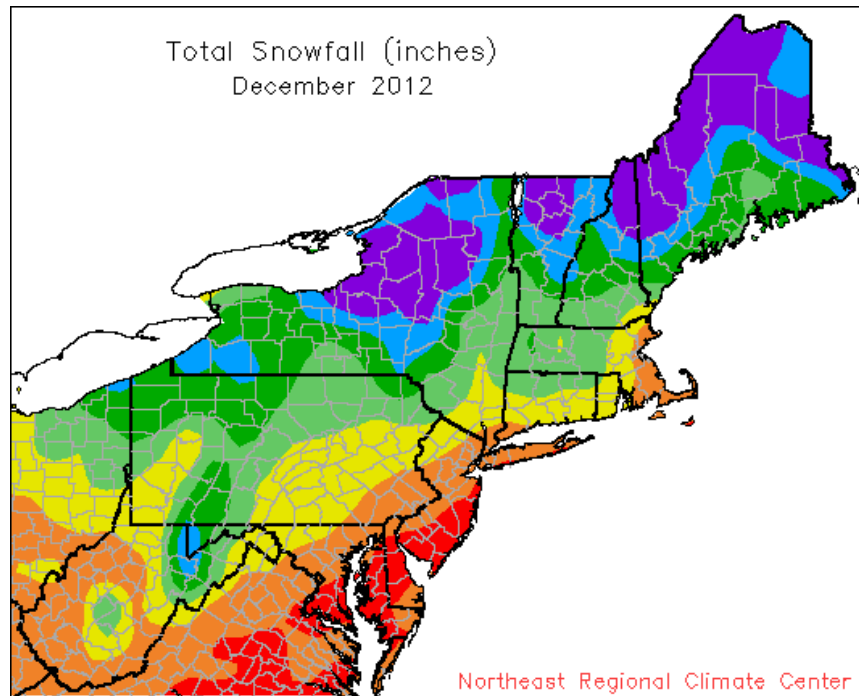 Total Snowfall (inches)
December 2012
Northeast Regional Climate Center